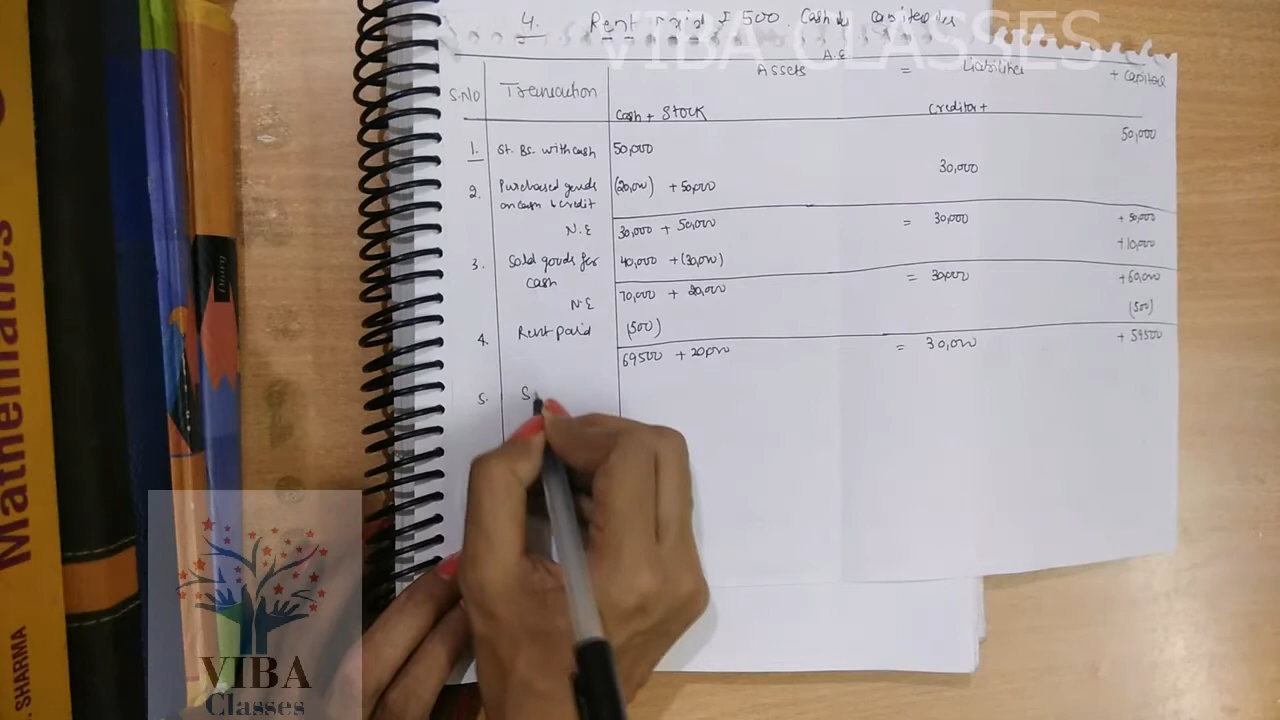 4. Rent paid ₹ 500.
VIBA CLASSES
A.E
S.No Transaction Assets = Liabilities + capital
Cash + Stock creditor +
1. St. Bs. with cash 50,000 50,000
2. Purchased goods on cash & credit (20,000) + 50,000 30,000
N.E 30,000 + 50,000 = 30,000 + 50,000
3. Sold goods for cash 40,000 + (30,000) + 10,000
N.E 70,000 + 20,000 = 30,000 + 60,000
4. Rent paid (500) (500)
69500 + 20,000 = 30,000 + 59500
5. S
Mathematics
SHARMA
Diary
VIBA
Classes